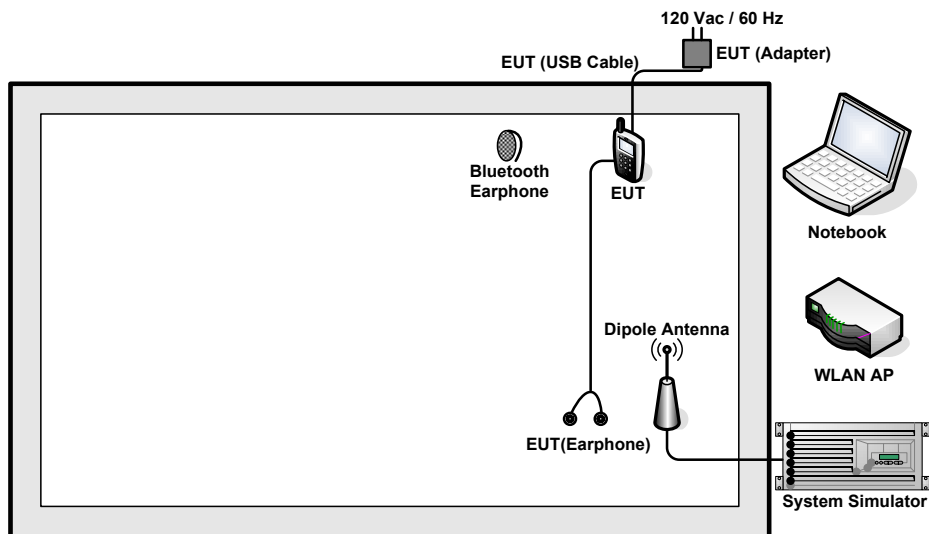 120 Vac / 60 Hz
EUT (USB Cable)
EUT (Adapter)
Bluetooth
Earphone
EUT
Notebook
Dipole Antenna
WLAN AP
EUT(Earphone)
System Simulator